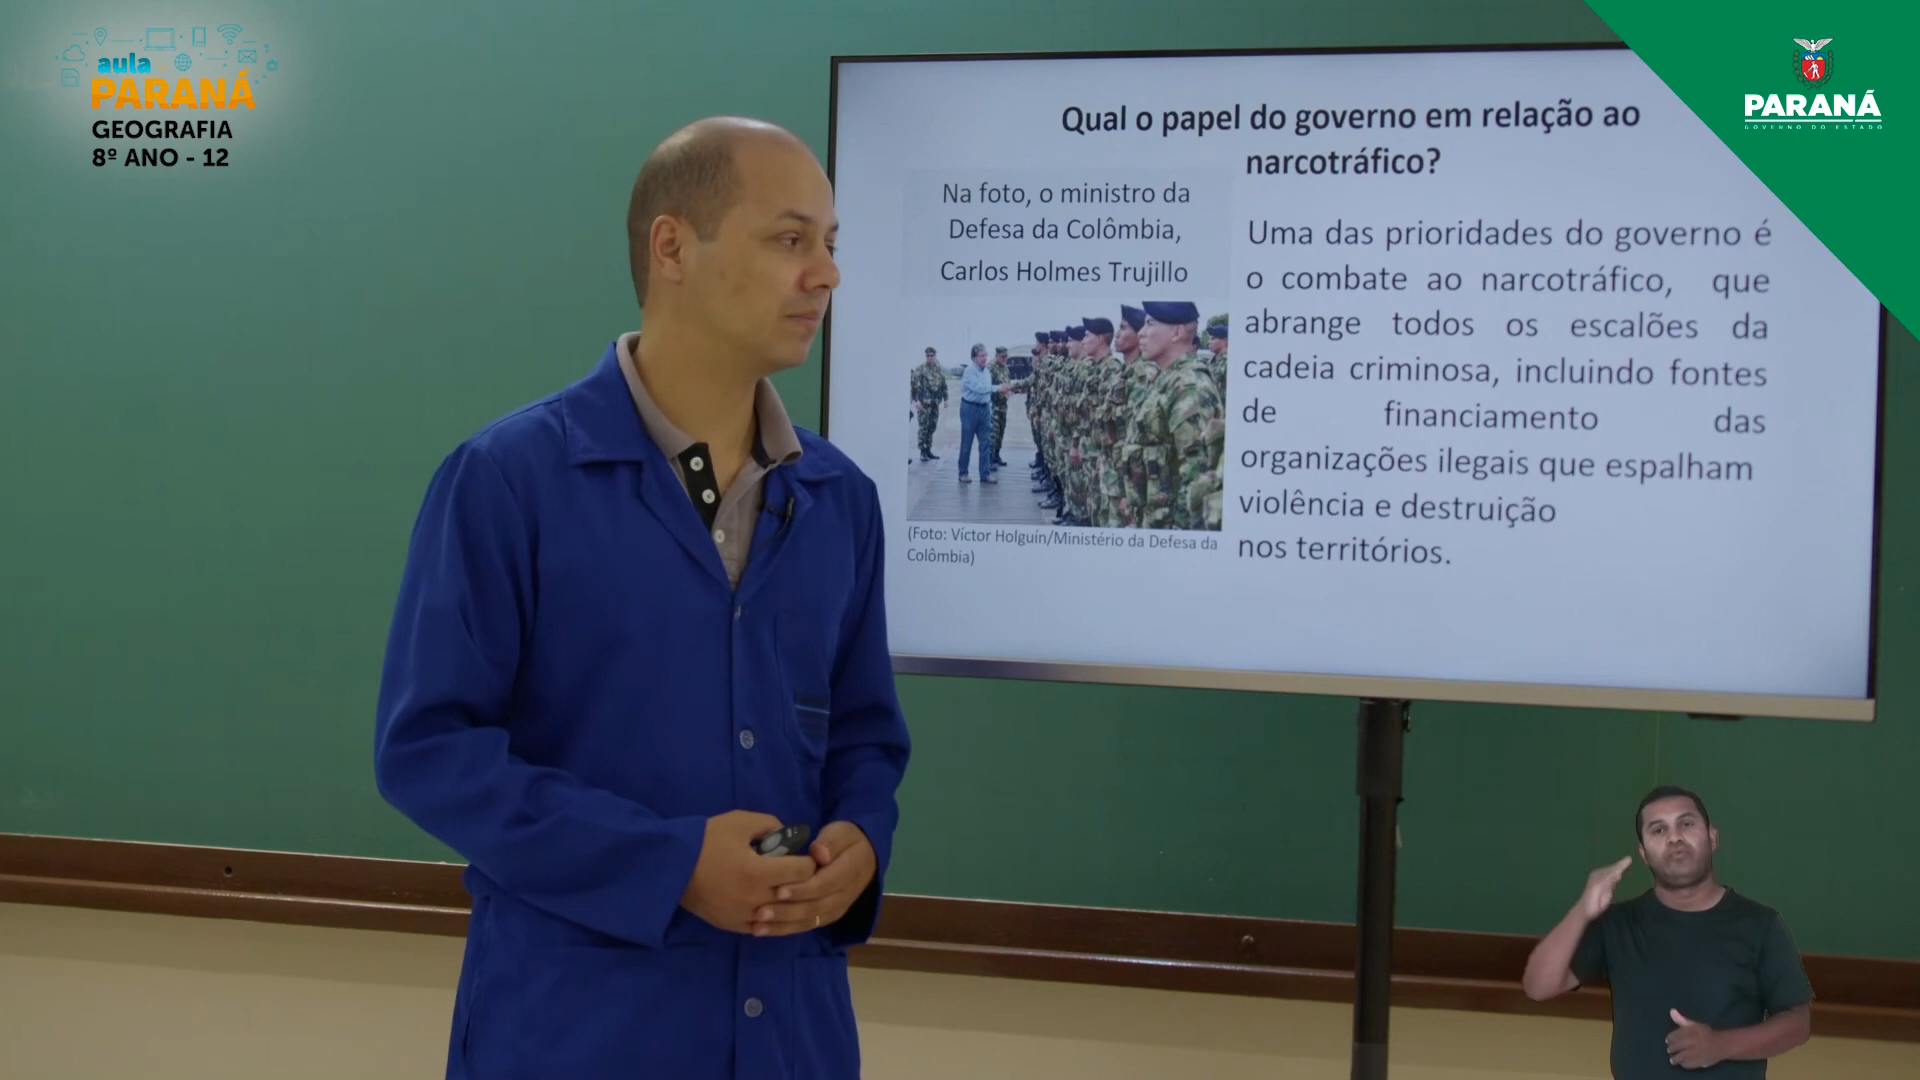 aula
PARANÁ
GEOGRAFIA
8º ANO - 12
PARANÁ
GOVERNO DO ESTADO
Qual o papel do governo em relação ao
narcotráfico?
Na foto, o ministro da
Defesa da Colômbia,
Carlos Holmes Trujillo
(Foto: Víctor Holguín/Ministério da Defesa da
Colômbia)
Uma das prioridades do governo é
o combate ao narcotráfico, que
abrange todos os escalões da
cadeia criminosa, incluindo fontes
de financiamento das
organizações ilegais que espalham
violência e destruição
nos territórios.